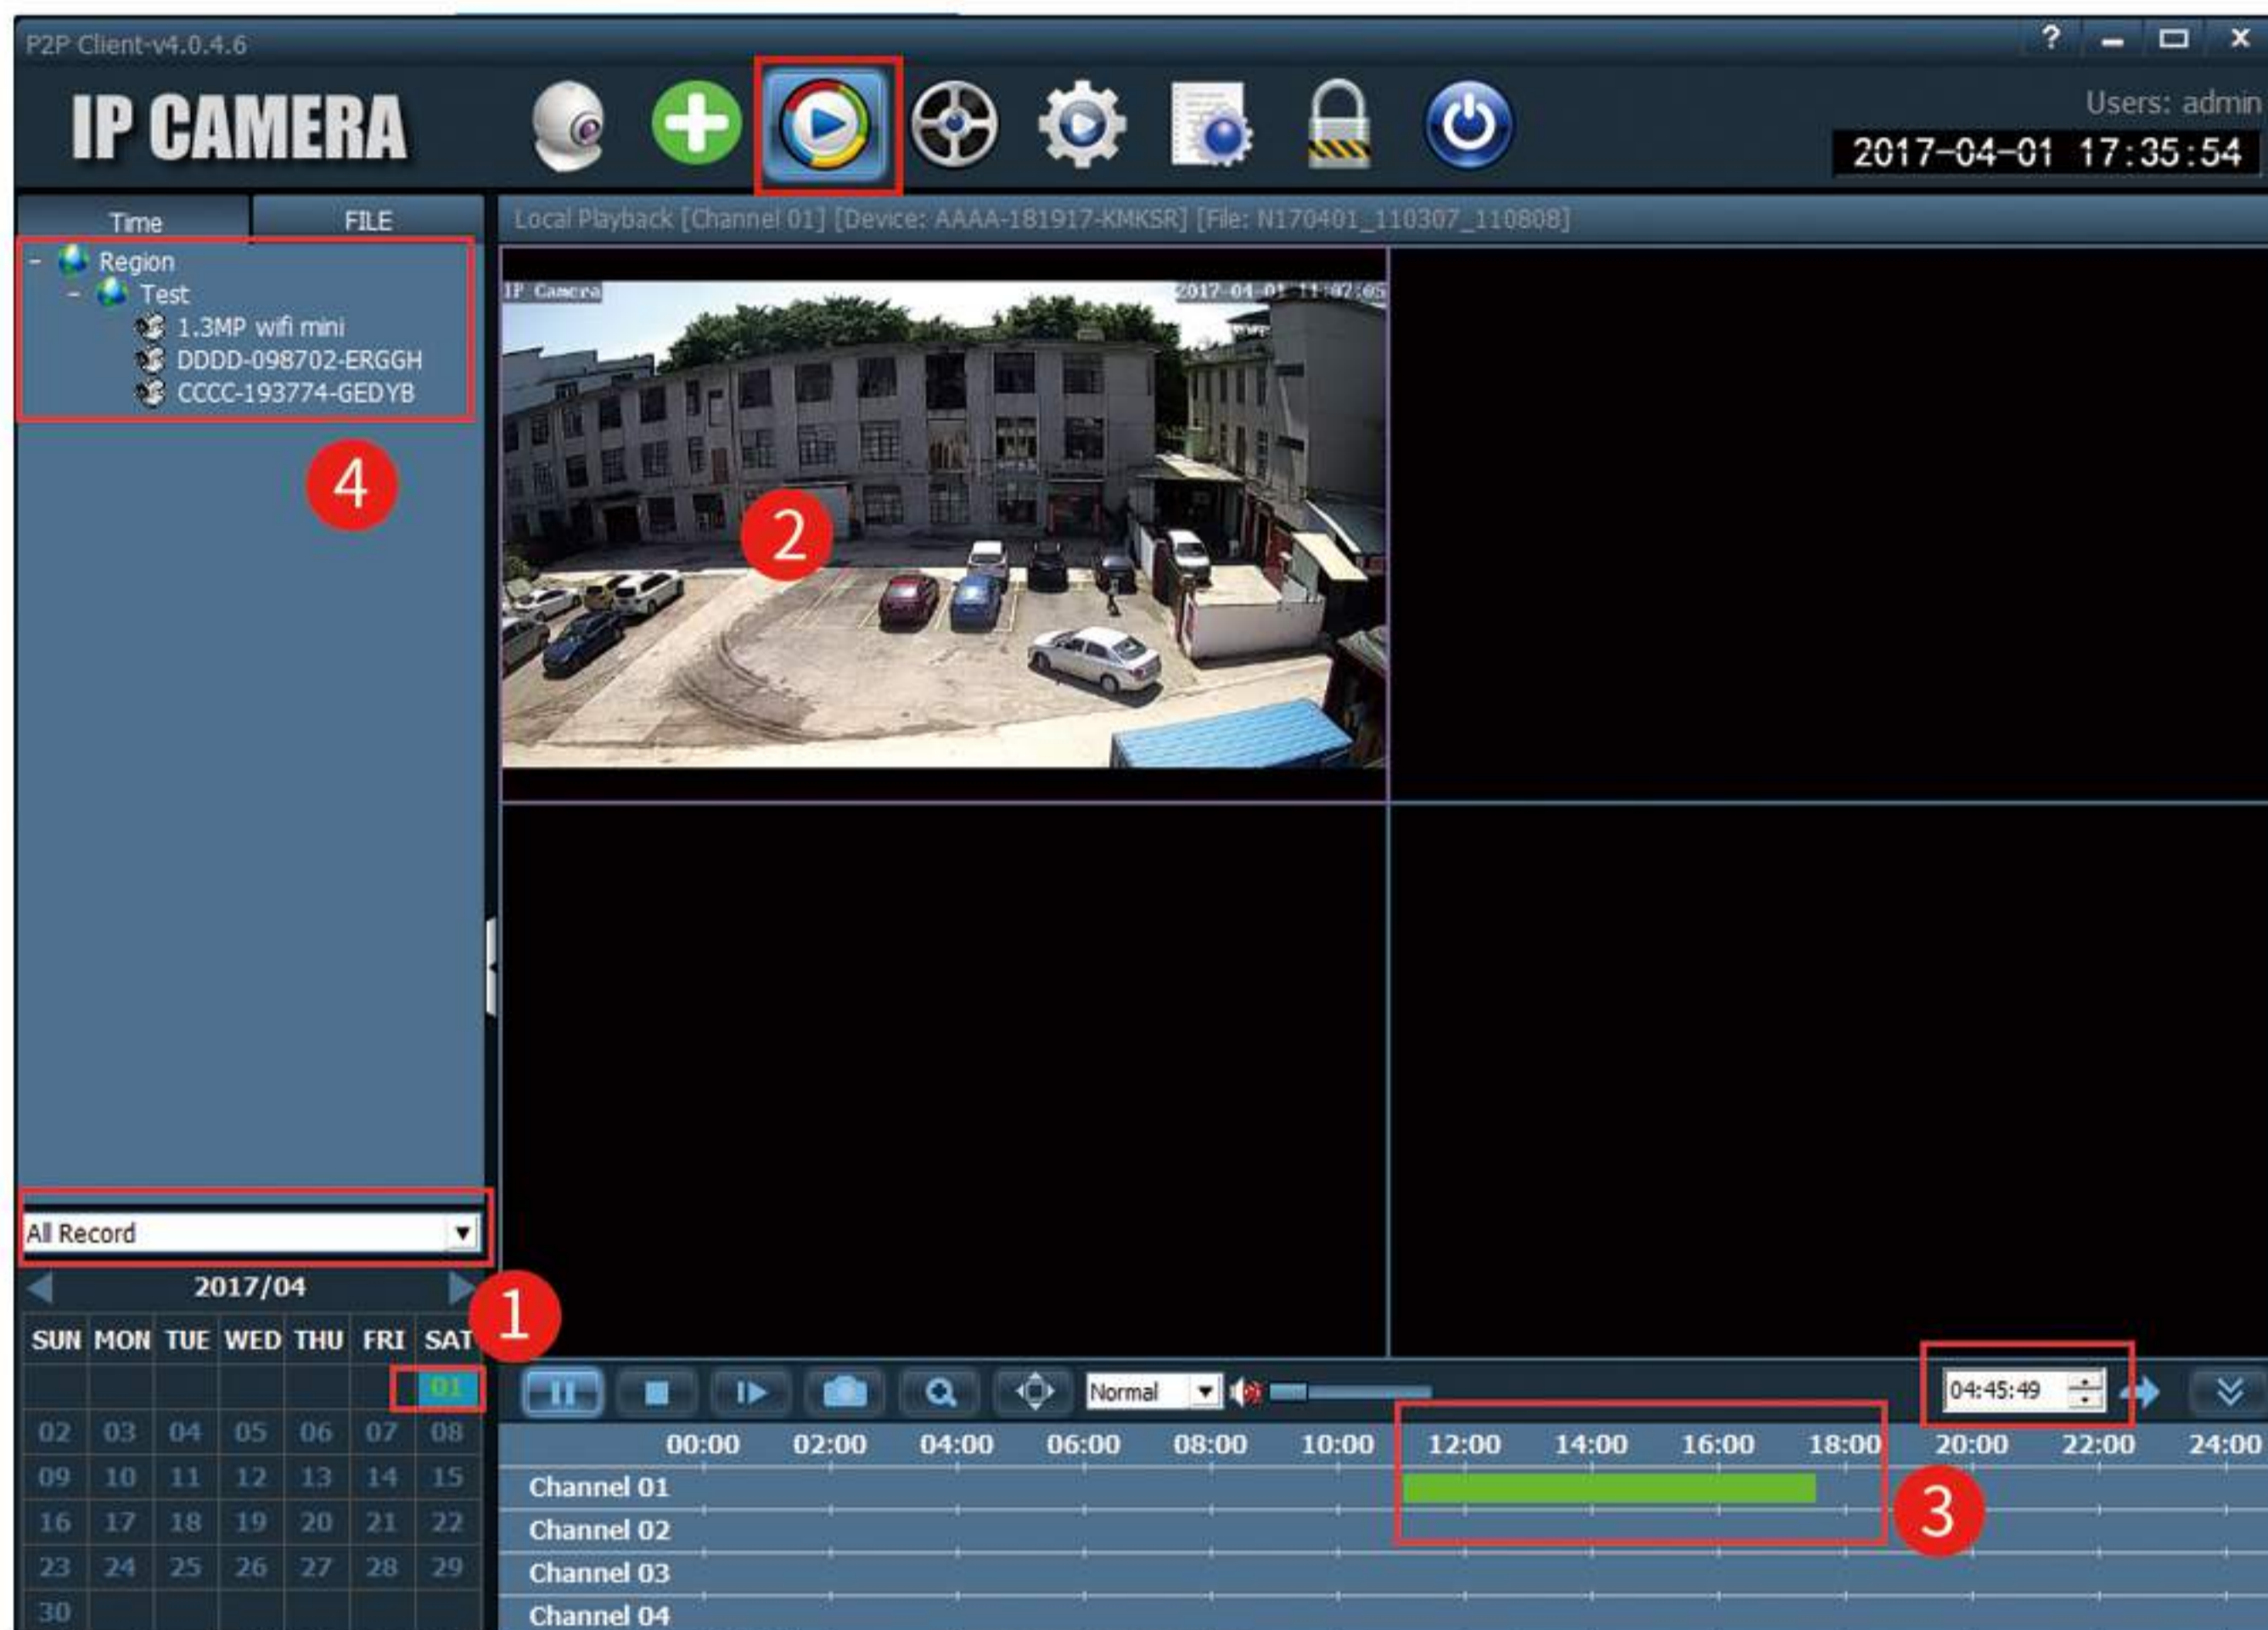 P2P Client-v4.0.4.6
? – □ x
IP CAMERA
Users: admin
2017-04-01 17:35:54
Time FILE
Local Playback [Channel 01] [Device: AAAA-181917-KMKSR] [File: N170401_110307_110808]
- Region
- Test
1.3MP wifi mini
DDDD-098702-ERGGH
CCCC-193774-GEDYB
4
IP Camera 2017-04-01 11:07:05
2
All Record
2017/04
1
SUN MON TUE WED THU FRI SAT
01
02 03 04 05 06 07 08
09 10 11 12 13 14 15
16 17 18 19 20 21 22
23 24 25 26 27 28 29
30
Normal 04:45:49
00:00 02:00 04:00 06:00 08:00 10:00 12:00 14:00 16:00 18:00 20:00 22:00 24:00
Channel 01
3
Channel 02
Channel 03
Channel 04